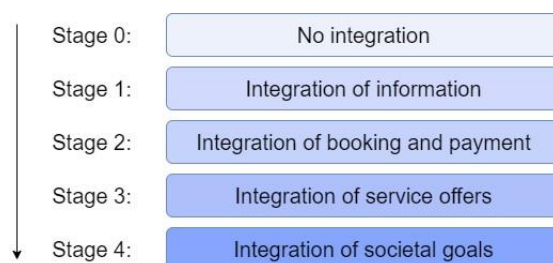 Stage 0: No integration
Stage 1: Integration of information
Stage 2: Integration of booking and payment
Stage 3: Integration of service offers
Stage 4: Integration of societal goals